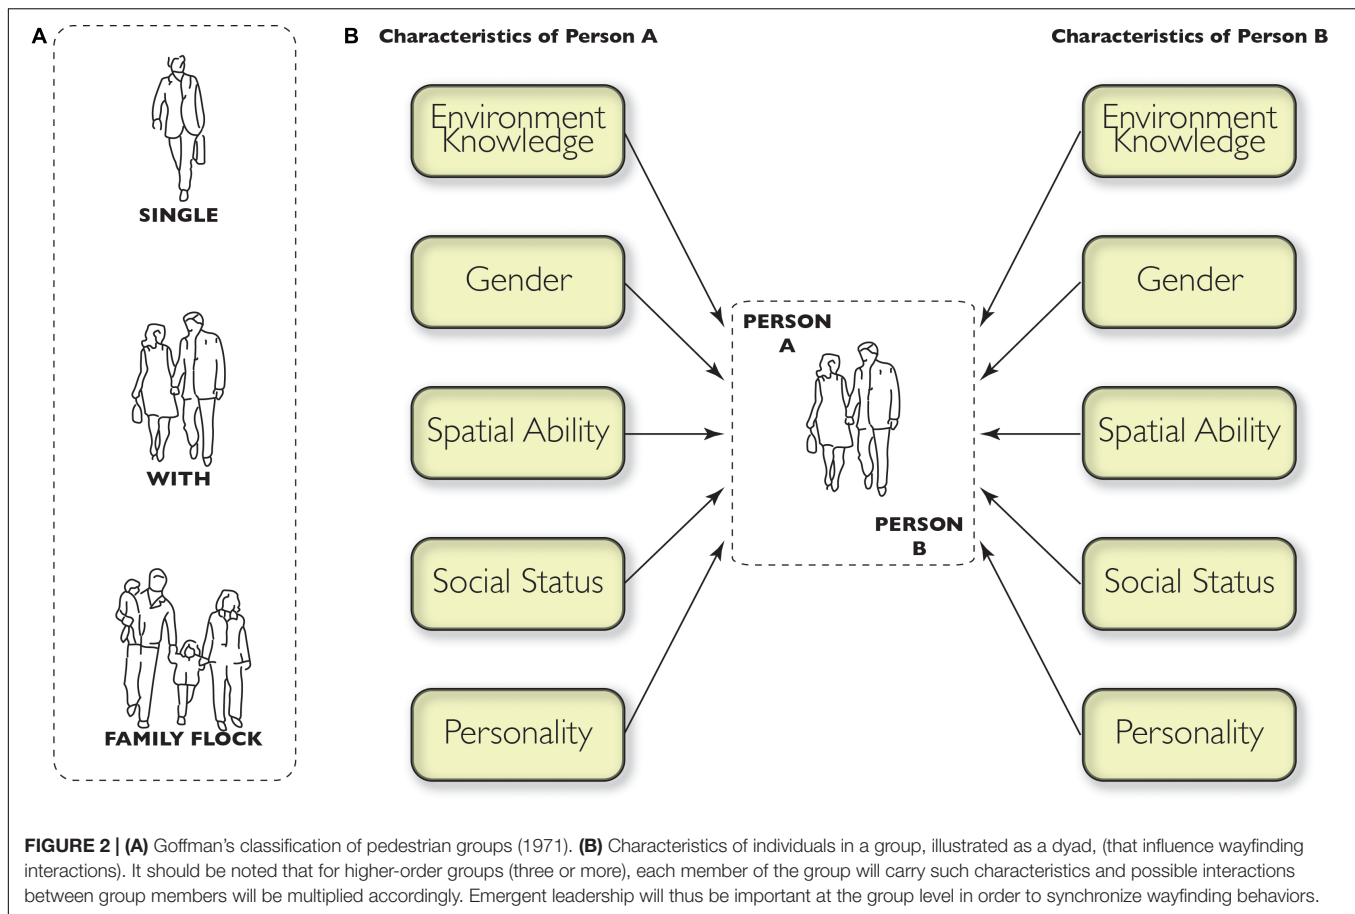 A
SINGLE
WITH
FAMILY FLOCK
B
Characteristics of Person A
Characteristics of Person B
Environment
Knowledge
Gender
Spatial Ability
Social Status
Personality
PERSON
A
PERSON
B
Environment
Knowledge
Gender
Spatial Ability
Social Status
Personality
FIGURE 2 | (A) Goffman's classification of pedestrian groups (1971). (B) Characteristics of individuals in a group, illustrated as a dyad, (that influence wayfinding
interactions). It should be noted that for higher-order groups (three or more), each member of the group will carry such characteristics and possible interactions
between group members will be multiplied accordingly. Emergent leadership will thus be important at the group level in order to synchronize wayfinding behaviors.